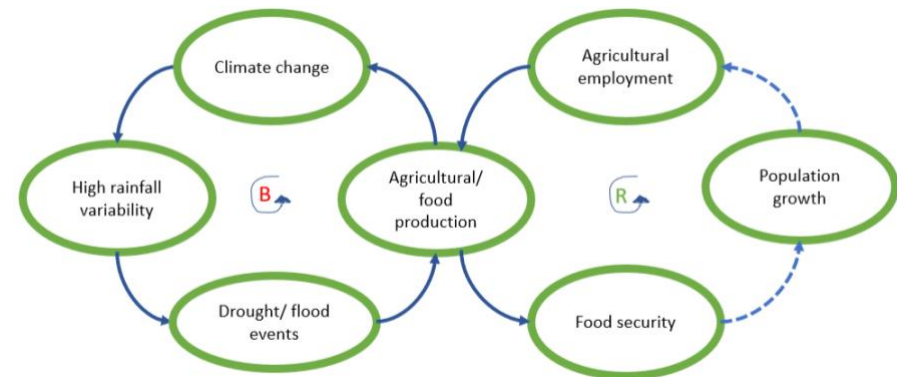 Climate change
Agricultural
employment
High rainfall
variability
B
Agricultural/
food
production
R
Population
growth
Drought/ flood
events
Food security